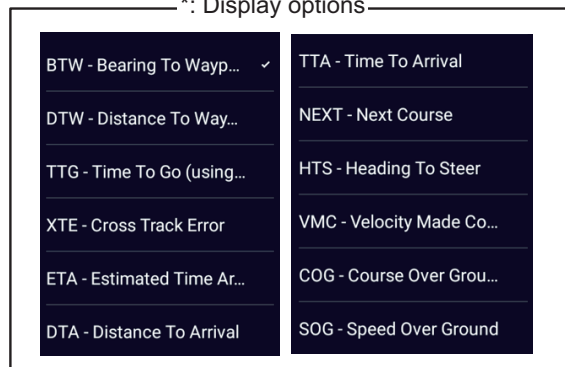 *: Display options
BTW - Bearing To Wayp...
DTW - Distance To Way...
TTG - Time To Go (using...
XTE - Cross Track Error
ETA - Estimated Time Ar...
DTA - Distance To Arrival
TTA - Time To Arrival
NEXT - Next Course
HTS - Heading To Steer
VMC - Velocity Made Co...
COG - Course Over Grou...
SOG - Speed Over Ground